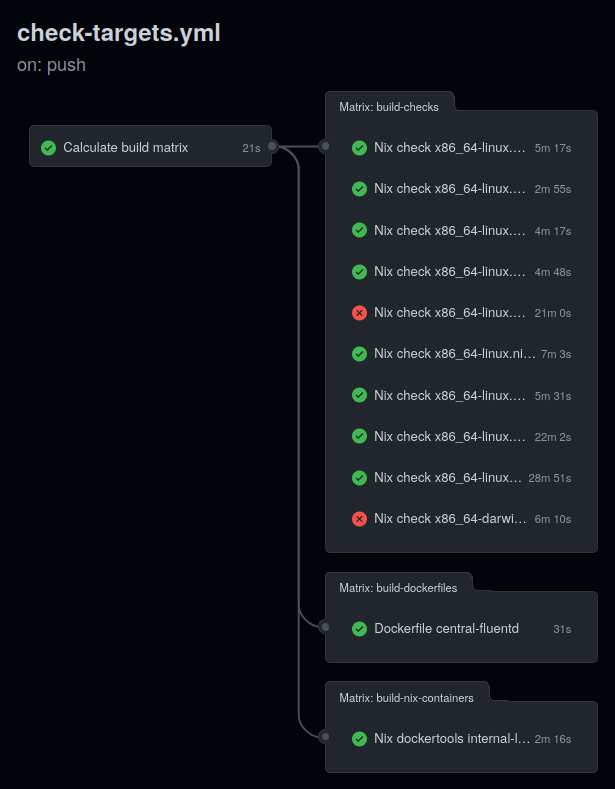 check-targets.yml
on: push
Calculate build matrix 21s
Matrix: build-checks
Nix check x86_64-linux.... 5m 17s
Nix check x86_64-linux.... 2m 55s
Nix check x86_64-linux.... 4m 17s
Nix check x86_64-linux.... 4m 48s
Nix check x86_64-linux.... 21m 0s
Nix check x86_64-linux.ni... 7m 3s
Nix check x86_64-linux.... 5m 31s
Nix check x86_64-linux.... 22m 2s
Nix check x86_64-linux... 28m 51s
Nix check x86_64-darwi... 6m 10s
Matrix: build-dockerfiles
Dockerfile central-fluentd 31s
Matrix: build-nix-containers
Nix dockertools internal-l... 2m 16s